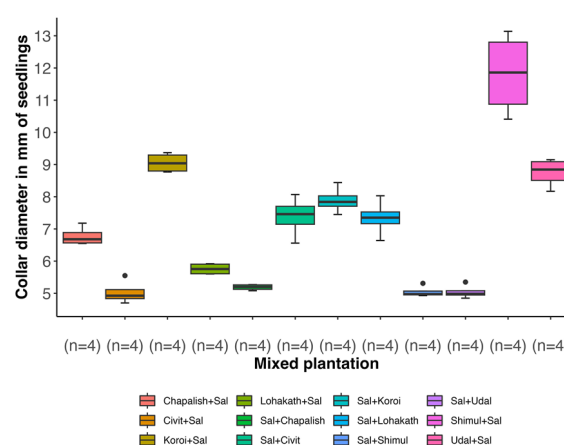 Collar diameter in mm of seedlings
13
12
11
10
9
8
7
6
5
(n=4) (n=4) (n=4) (n=4) (n=4) (n=4) (n=4) (n=4) (n=4) (n=4) (n=4) (n=4
Mixed plantation
Chapalish+Sal Lohakath+Sal Sal+Koroi Sal+Udal
Civit+Sal Sal+Chapalish Sal+Lohakath Shimul+Sal
Koroi+Sal Sal+Civit Sal+Shimul Udal+Sal